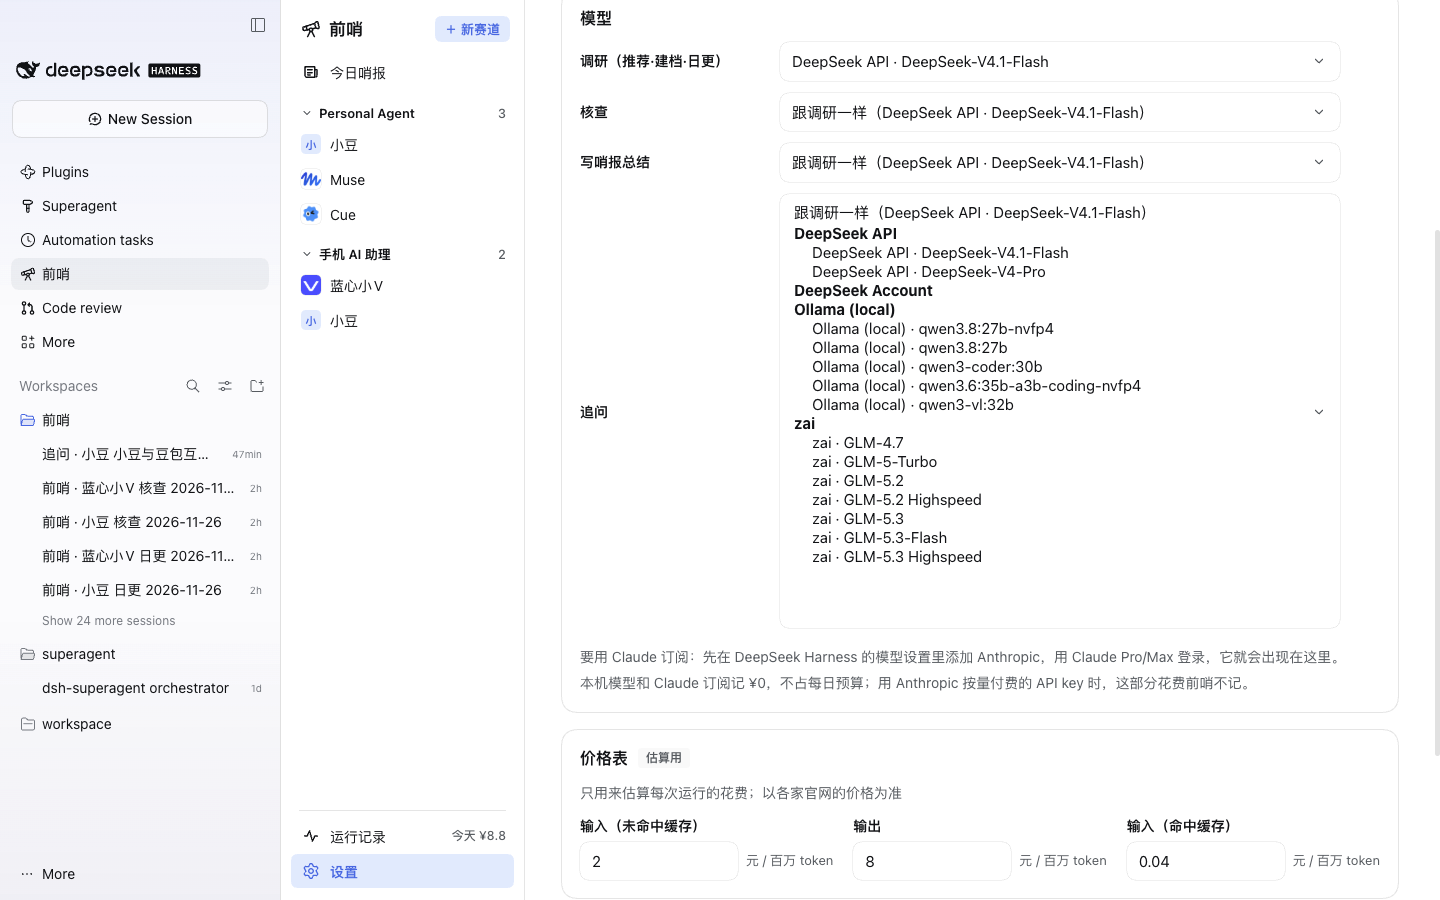 deepseek HARNESS
New Session
Plugins
Superagent
Automation tasks
前哨
Code review
More
Workspaces
前哨
追问 · 小豆 小豆与豆包互... 47min
前哨 · 蓝心小V 核查 2026-11... 2h
前哨 · 小豆 核查 2026-11-26 2h
前哨 · 蓝心小V 日更 2026-11... 2h
前哨 · 小豆 日更 2026-11-26 2h
Show 24 more sessions
superagent
dsh-superagent orchestrator 1d
workspace
More
前哨
+ 新赛道
今日哨报
Personal Agent 3
小 小豆
Muse
Cue
手机 AI 助理 2
蓝心小V
小 小豆
运行记录 今天 ¥8.8
设置
模型
调研（推荐·建档·日更） DeepSeek API · DeepSeek-V4.1-Flash
核查 跟调研一样（DeepSeek API · DeepSeek-V4.1-Flash）
写哨报总结 跟调研一样（DeepSeek API · DeepSeek-V4.1-Flash）
追问
跟调研一样（DeepSeek API · DeepSeek-V4.1-Flash）
DeepSeek API
DeepSeek API · DeepSeek-V4.1-Flash
DeepSeek API · DeepSeek-V4-Pro
DeepSeek Account
Ollama (local)
Ollama (local) · qwen3.8:27b-nvfp4
Ollama (local) · qwen3.8:27b
Ollama (local) · qwen3-coder:30b
Ollama (local) · qwen3.6:35b-a3b-coding-nvfp4
Ollama (local) · qwen3-vl:32b
zai
zai · GLM-4.7
zai · GLM-5-Turbo
zai · GLM-5.2
zai · GLM-5.2 Highspeed
zai · GLM-5.3
zai · GLM-5.3-Flash
zai · GLM-5.3 Highspeed
要用 Claude 订阅：先在 DeepSeek Harness 的模型设置里添加 Anthropic，用 Claude Pro/Max 登录，它就会出现在这里。
本机模型和 Claude 订阅记 ¥0，不占每日预算；用 Anthropic 按量付费的 API key 时，这部分花费前哨不记。
价格表 估算用
只用来估算每次运行的花费；以各家官网的价格为准
输入（未命中缓存） 输出 输入（命中缓存）
2 元 / 百万 token 8 元 / 百万 token 0.04 元 / 百万 token